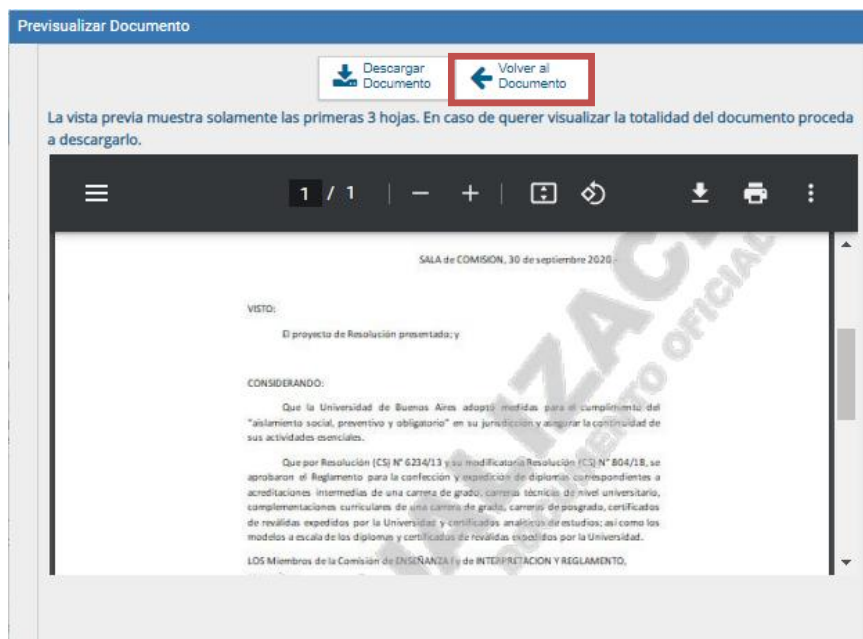 Previsualizar Documento
Descargar
Documento
Volver al
Documento
La vista previa muestra solamente las primeras 3 hojas. En caso de querer visualizar la totalidad del documento proceda
a descargarlo.
1 / 1
SALA de COMISION, 30 de septiembre 2020.-
VISTO:
El proyecto de Resolución presentado; y
CONSIDERANDO:
Que la Universidad de Buenos Aires adoptó medidas para el cumplimiento del
"aislamiento social, preventivo y obligatorio" en su jurisdicción y asegurar la continuidad de
sus actividades esenciales.
Que por Resolución (CS) N° 6234/13 y su modificatoria Resolución (CS) N° 804/18, se
aprobaron el Reglamento para la confección y expedición de diplomas correspondientes a
acreditaciones intermedias de una carrera de grado, carreras técnicas de nivel universitario,
complementaciones curriculares de una carrera de grado, carreras de posgrado, certificados
de reválidas expedidos por la Universidad y certificados analíticos de estudios; así como los
modelos a escala de los diplomas y certificados de reválidas expedidos por la Universidad.
LOS Miembros de la Comisión de ENSEÑANZA y de INTERPRETACION Y REGLAMENTO,
DOCUMENTO OFICIAL